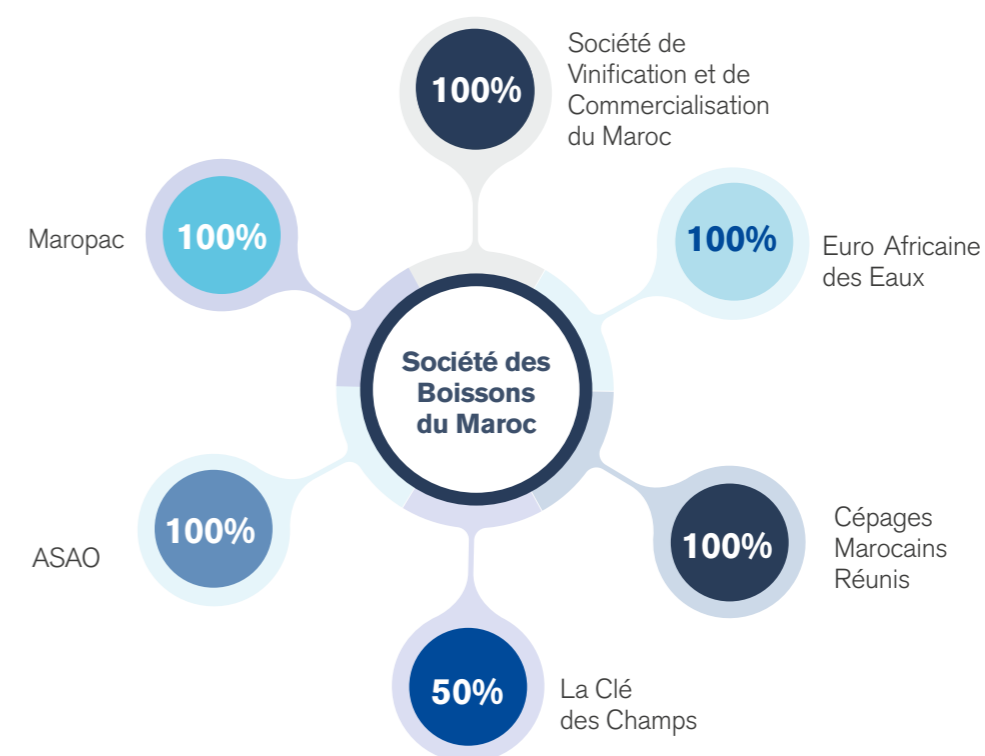 100%
Société de
Vinification et de
Commercialisation
du Maroc
Maropac
100%
100%
Euro Africaine
des Eaux
Société des
Boissons
du Maroc
ASAO
100%
100%
Cépages
Marocains
Réunis
50%
La Clé
des Champs